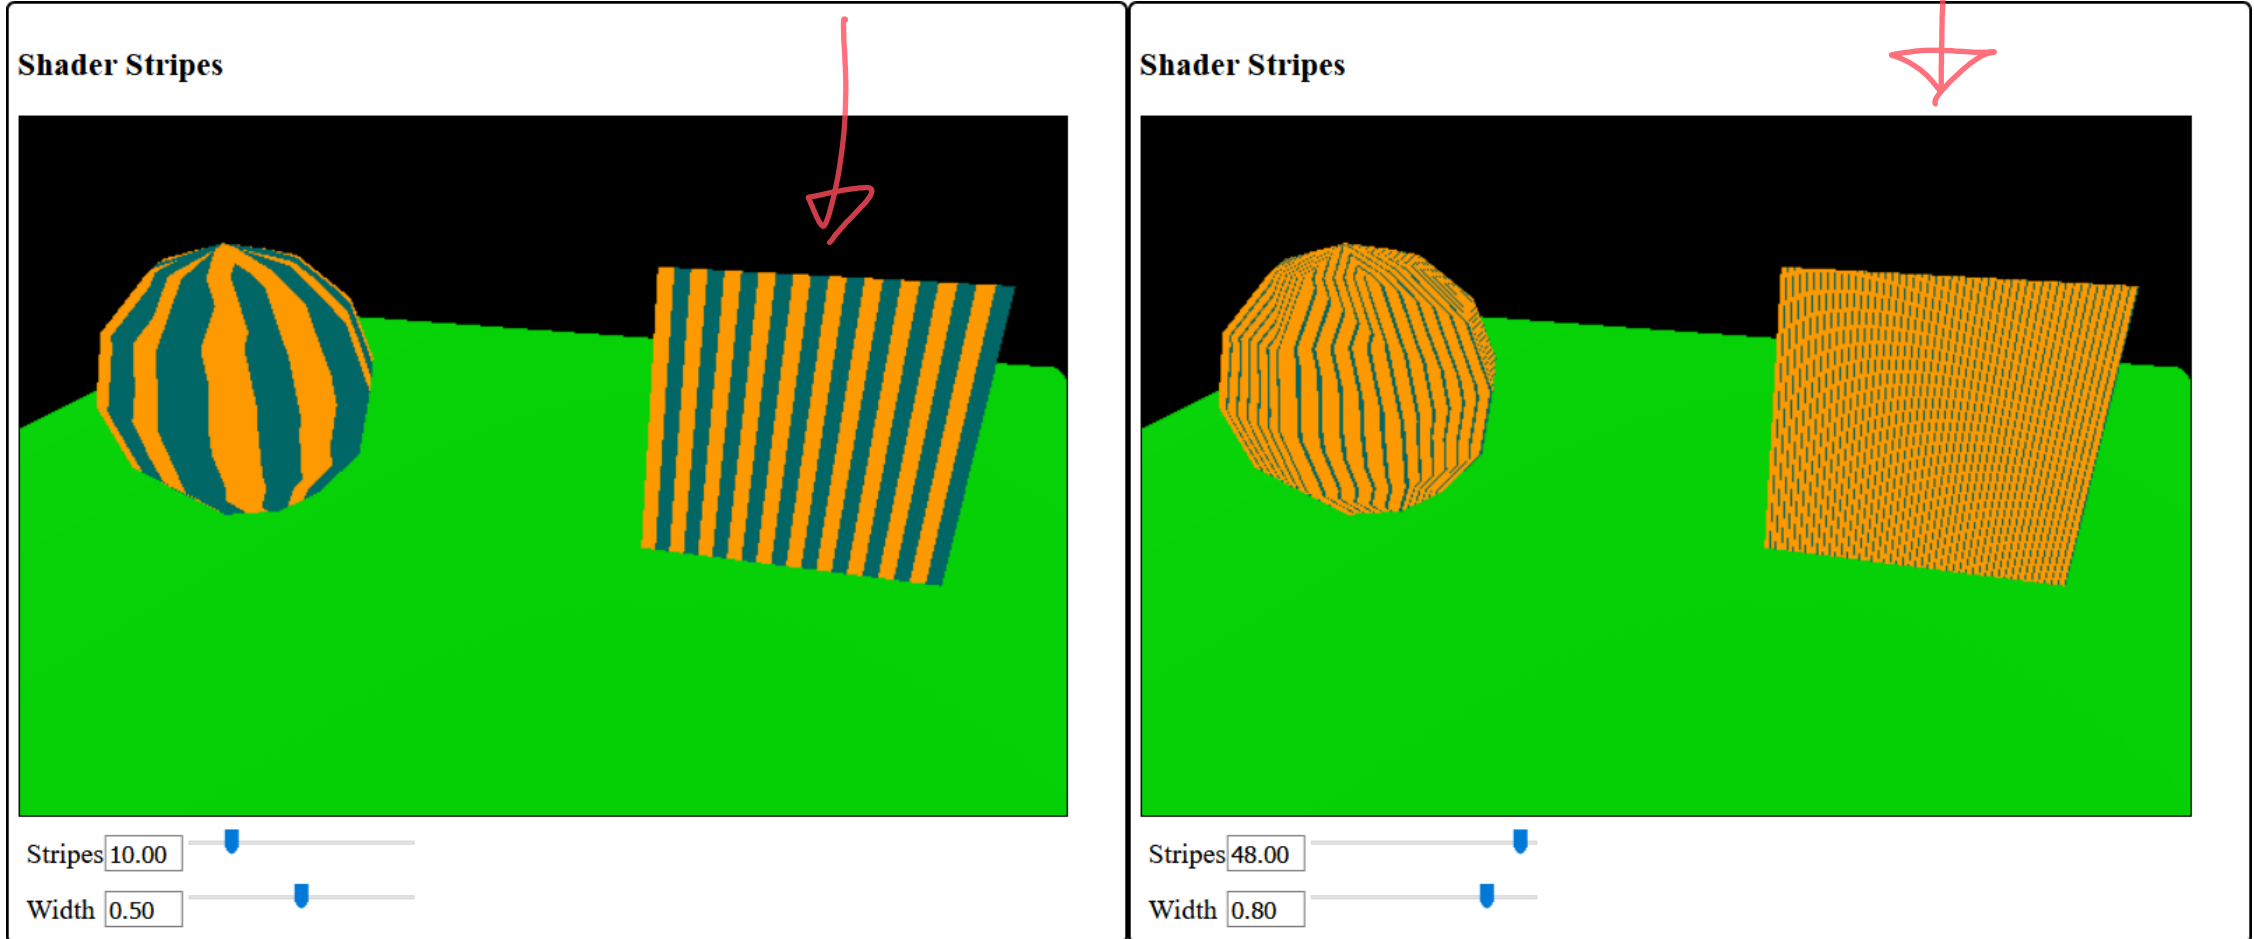 Shader Stripes
Stripes 10.00
Width 0.50
Shader Stripes
Stripes 48.00
Width 0.80